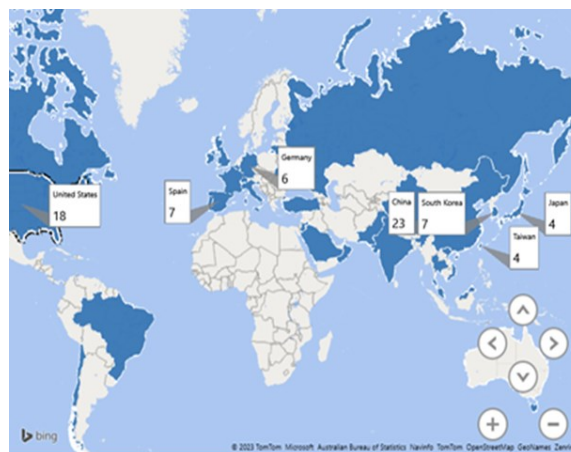 Germany
6
United States
18
Spain
7
China
23
South Korea
7
Japan
4
Taiwan
4
bing
© 2023 TomTom Microsoft Australian Bureau of Statistics Navinfo TomTom OpenStreetMap GeoNames Zenrin